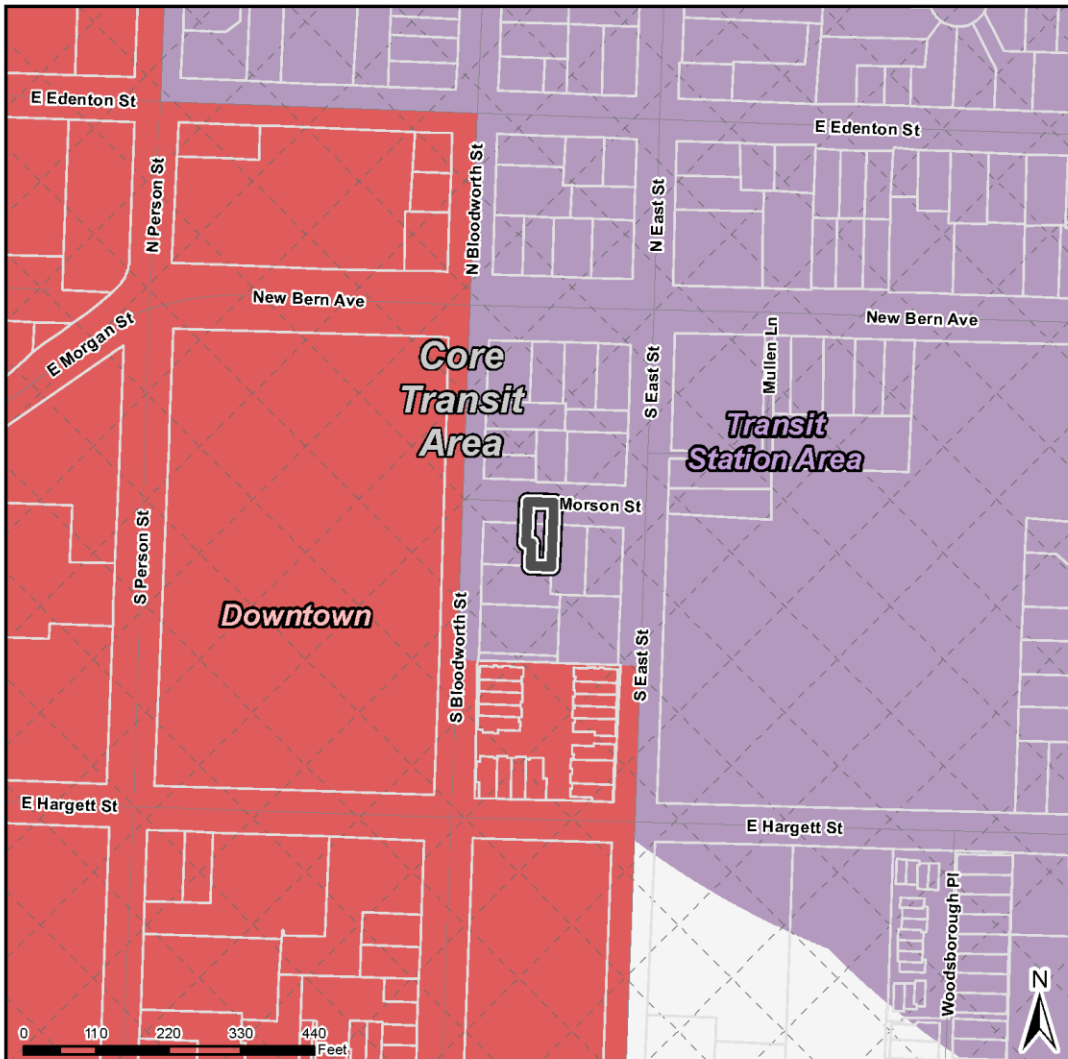 E Edenton St
E Edenton St
N Person St
N Bloodworth St
N East St
New Bern Ave
New Bern Ave
E Morgan St
Mullen Ln
S East St
Core
Transit
Area
Transit
Station Area
Morson St
S Person St
Downtown
S Bloodworth St
S East St
E Hargett St
E Hargett St
Woodsborough Pl
N
0 110 220 330 440
Feet